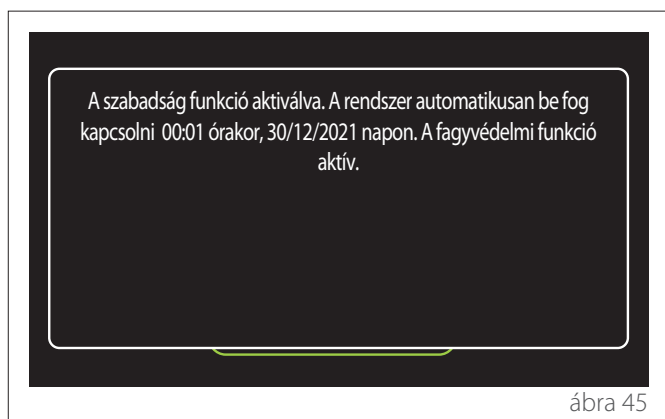 A szabadság funkció aktiválva. A rendszer automatikusan be fog
kapcsolni 00:01 órakor, 30/12/2021 napon. A fagyvédelmi funkció
aktív.
ábra 45